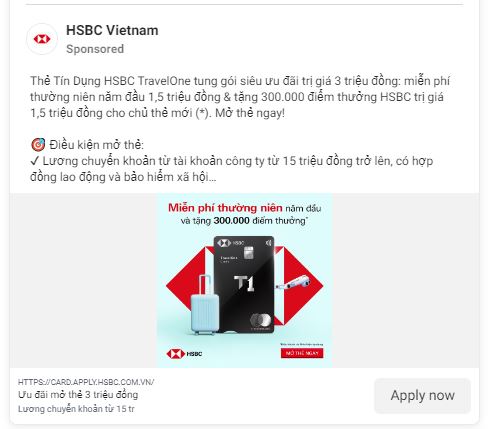 HSBC Vietnam
Sponsored
Thẻ Tín Dụng HSBC TravelOne tung gói siêu ưu đãi trị giá 3 triệu đồng: miễn phí
thường niên năm đầu 1,5 triệu đồng & tặng 300.000 điểm thưởng HSBC trị giá
1,5 triệu đồng cho chủ thẻ mới (*). Mở thẻ ngay!
🎯 Điều kiện mở thẻ:
✓ Lương chuyển khoản từ tài khoản công ty từ 15 triệu đồng trở lên, có hợp
đồng lao động và bảo hiểm xã hội...
Miễn phí thường niên năm đầu
và tặng 300.000 điểm thưởng*
HSBC
TravelOne
T1
HSBC
MỞ THẺ NGAY
HTTPS://CARD.APPLY.HSBC.COM.VN/
Ưu đãi mở thẻ 3 triệu đồng
Lương chuyển khoản từ 15 tr
Apply now